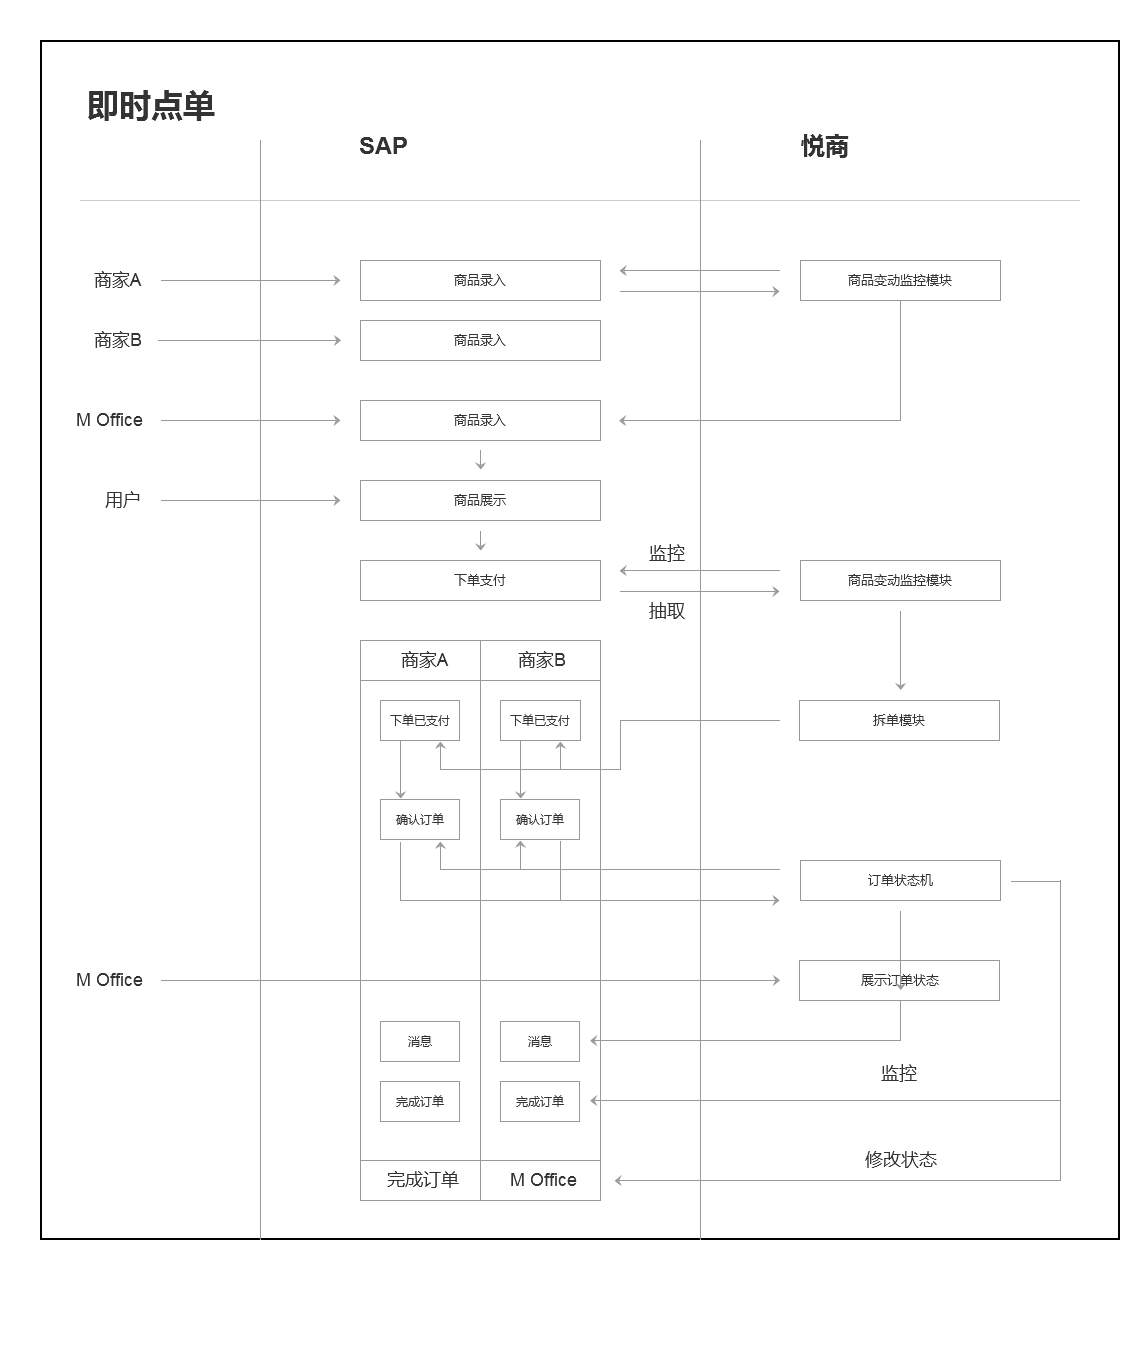 即时点单
SAP
悦商
商家A
商品录入
商品变动监控模块
商家B
商品录入
M Office
商品录入
用户
商品展示
监控
下单支付
商品变动监控模块
抽取
商家A
商家B
下单已支付
下单已支付
拆单模块
确认订单
确认订单
订单状态机
M Office
展示订单状态
消息
消息
监控
完成订单
完成订单
修改状态
完成订单
M Office